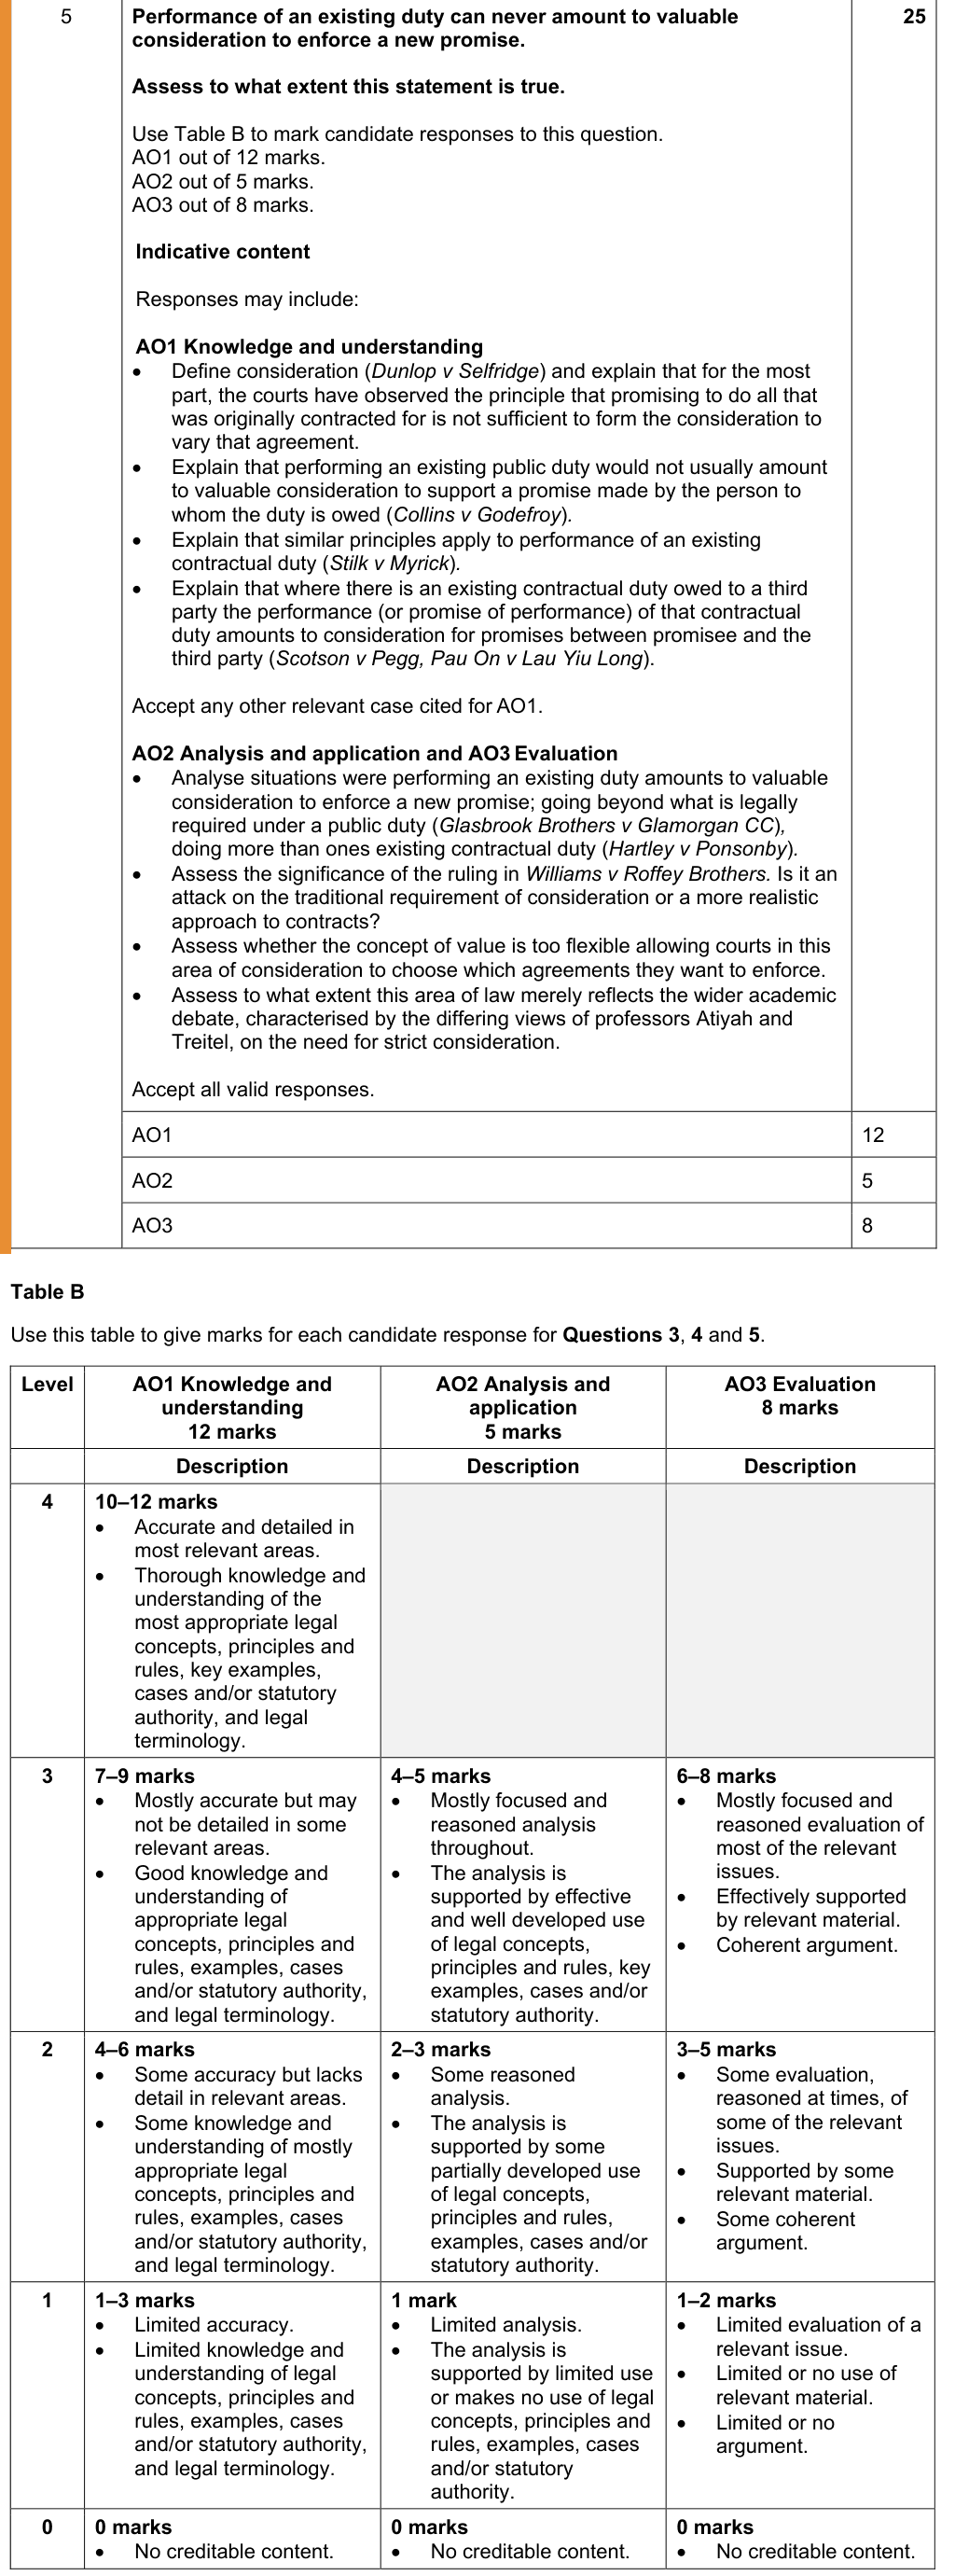 5 Performance of an existing duty can never amount to valuable 25
consideration to enforce a new promise.
Assess to what extent this statement is true.
Use Table B to mark candidate responses to this question.
AO1 out of 12 marks.
AO2 out of 5 marks.
AO3 out of 8 marks.
Indicative content
Responses may include:
AO1 Knowledge and understanding
• Define consideration (Dunlop v Selfridge) and explain that for the most
part, the courts have observed the principle that promising to do all that
was originally contracted for is not sufficient to form the consideration to
vary that agreement.
• Explain that performing an existing public duty would not usually amount
to valuable consideration to support a promise made by the person to
whom the duty is owed (Collins v Godefroy).
• Explain that similar principles apply to performance of an existing
contractual duty (Stilk v Myrick).
• Explain that where there is an existing contractual duty owed to a third
party the performance (or promise of performance) of that contractual
duty amounts to consideration for promises between promisee and the
third party (Scotson v Pegg, Pau On v Lau Yiu Long).
Accept any other relevant case cited for AO1.
AO2 Analysis and application and AO3 Evaluation
• Analyse situations were performing an existing duty amounts to valuable
consideration to enforce a new promise; going beyond what is legally
required under a public duty (Glasbrook Brothers v Glamorgan CC),
doing more than ones existing contractual duty (Hartley v Ponsonby).
• Assess the significance of the ruling in Williams v Roffey Brothers. Is it an
attack on the traditional requirement of consideration or a more realistic
approach to contracts?
• Assess whether the concept of value is too flexible allowing courts in this
area of consideration to choose which agreements they want to enforce.
• Assess to what extent this area of law merely reflects the wider academic
debate, characterised by the differing views of professors Atiyah and
Treitel, on the need for strict consideration.
Accept all valid responses.
AO1 12
AO2 5
AO3 8
Table B
Use this table to give marks for each candidate response for Questions 3, 4 and 5.
Level
AO1 Knowledge and
understanding
12 marks
AO2 Analysis and
application
5 marks
AO3 Evaluation
8 marks
Description
Description
Description
4
10–12 marks
• Accurate and detailed in
most relevant areas.
• Thorough knowledge and
understanding of the
most appropriate legal
concepts, principles and
rules, key examples,
cases and/or statutory
authority, and legal
terminology.
3
7–9 marks
• Mostly accurate but may
not be detailed in some
relevant areas.
• Good knowledge and
understanding of
appropriate legal
concepts, principles and
rules, examples, cases
and/or statutory authority,
and legal terminology.
4–5 marks
• Mostly focused and
reasoned analysis
throughout.
• The analysis is
supported by effective
and well developed use
of legal concepts,
principles and rules, key
examples, cases and/or
statutory authority.
6–8 marks
• Mostly focused and
reasoned evaluation of
most of the relevant
issues.
• Effectively supported
by relevant material.
• Coherent argument.
2
4–6 marks
• Some accuracy but lacks
detail in relevant areas.
• Some knowledge and
understanding of mostly
appropriate legal
concepts, principles and
rules, examples, cases
and/or statutory authority,
and legal terminology.
2–3 marks
• Some reasoned
analysis.
• The analysis is
supported by some
partially developed use
of legal concepts,
principles and rules,
examples, cases and/or
statutory authority.
3–5 marks
• Some evaluation,
reasoned at times, of
some of the relevant
issues.
• Supported by some
relevant material.
• Some coherent
argument.
1
1–3 marks
• Limited accuracy.
• Limited knowledge and
understanding of legal
concepts, principles and
rules, examples, cases
and/or statutory authority,
and legal terminology.
1 mark
• Limited analysis.
• The analysis is
supported by limited use
or makes no use of legal
concepts, principles and
rules, examples, cases
and/or statutory
authority.
1–2 marks
• Limited evaluation of a
relevant issue.
• Limited or no use of
relevant material.
• Limited or no
argument.
0
0 marks
• No creditable content.
0 marks
• No creditable content.
0 marks
• No creditable content.